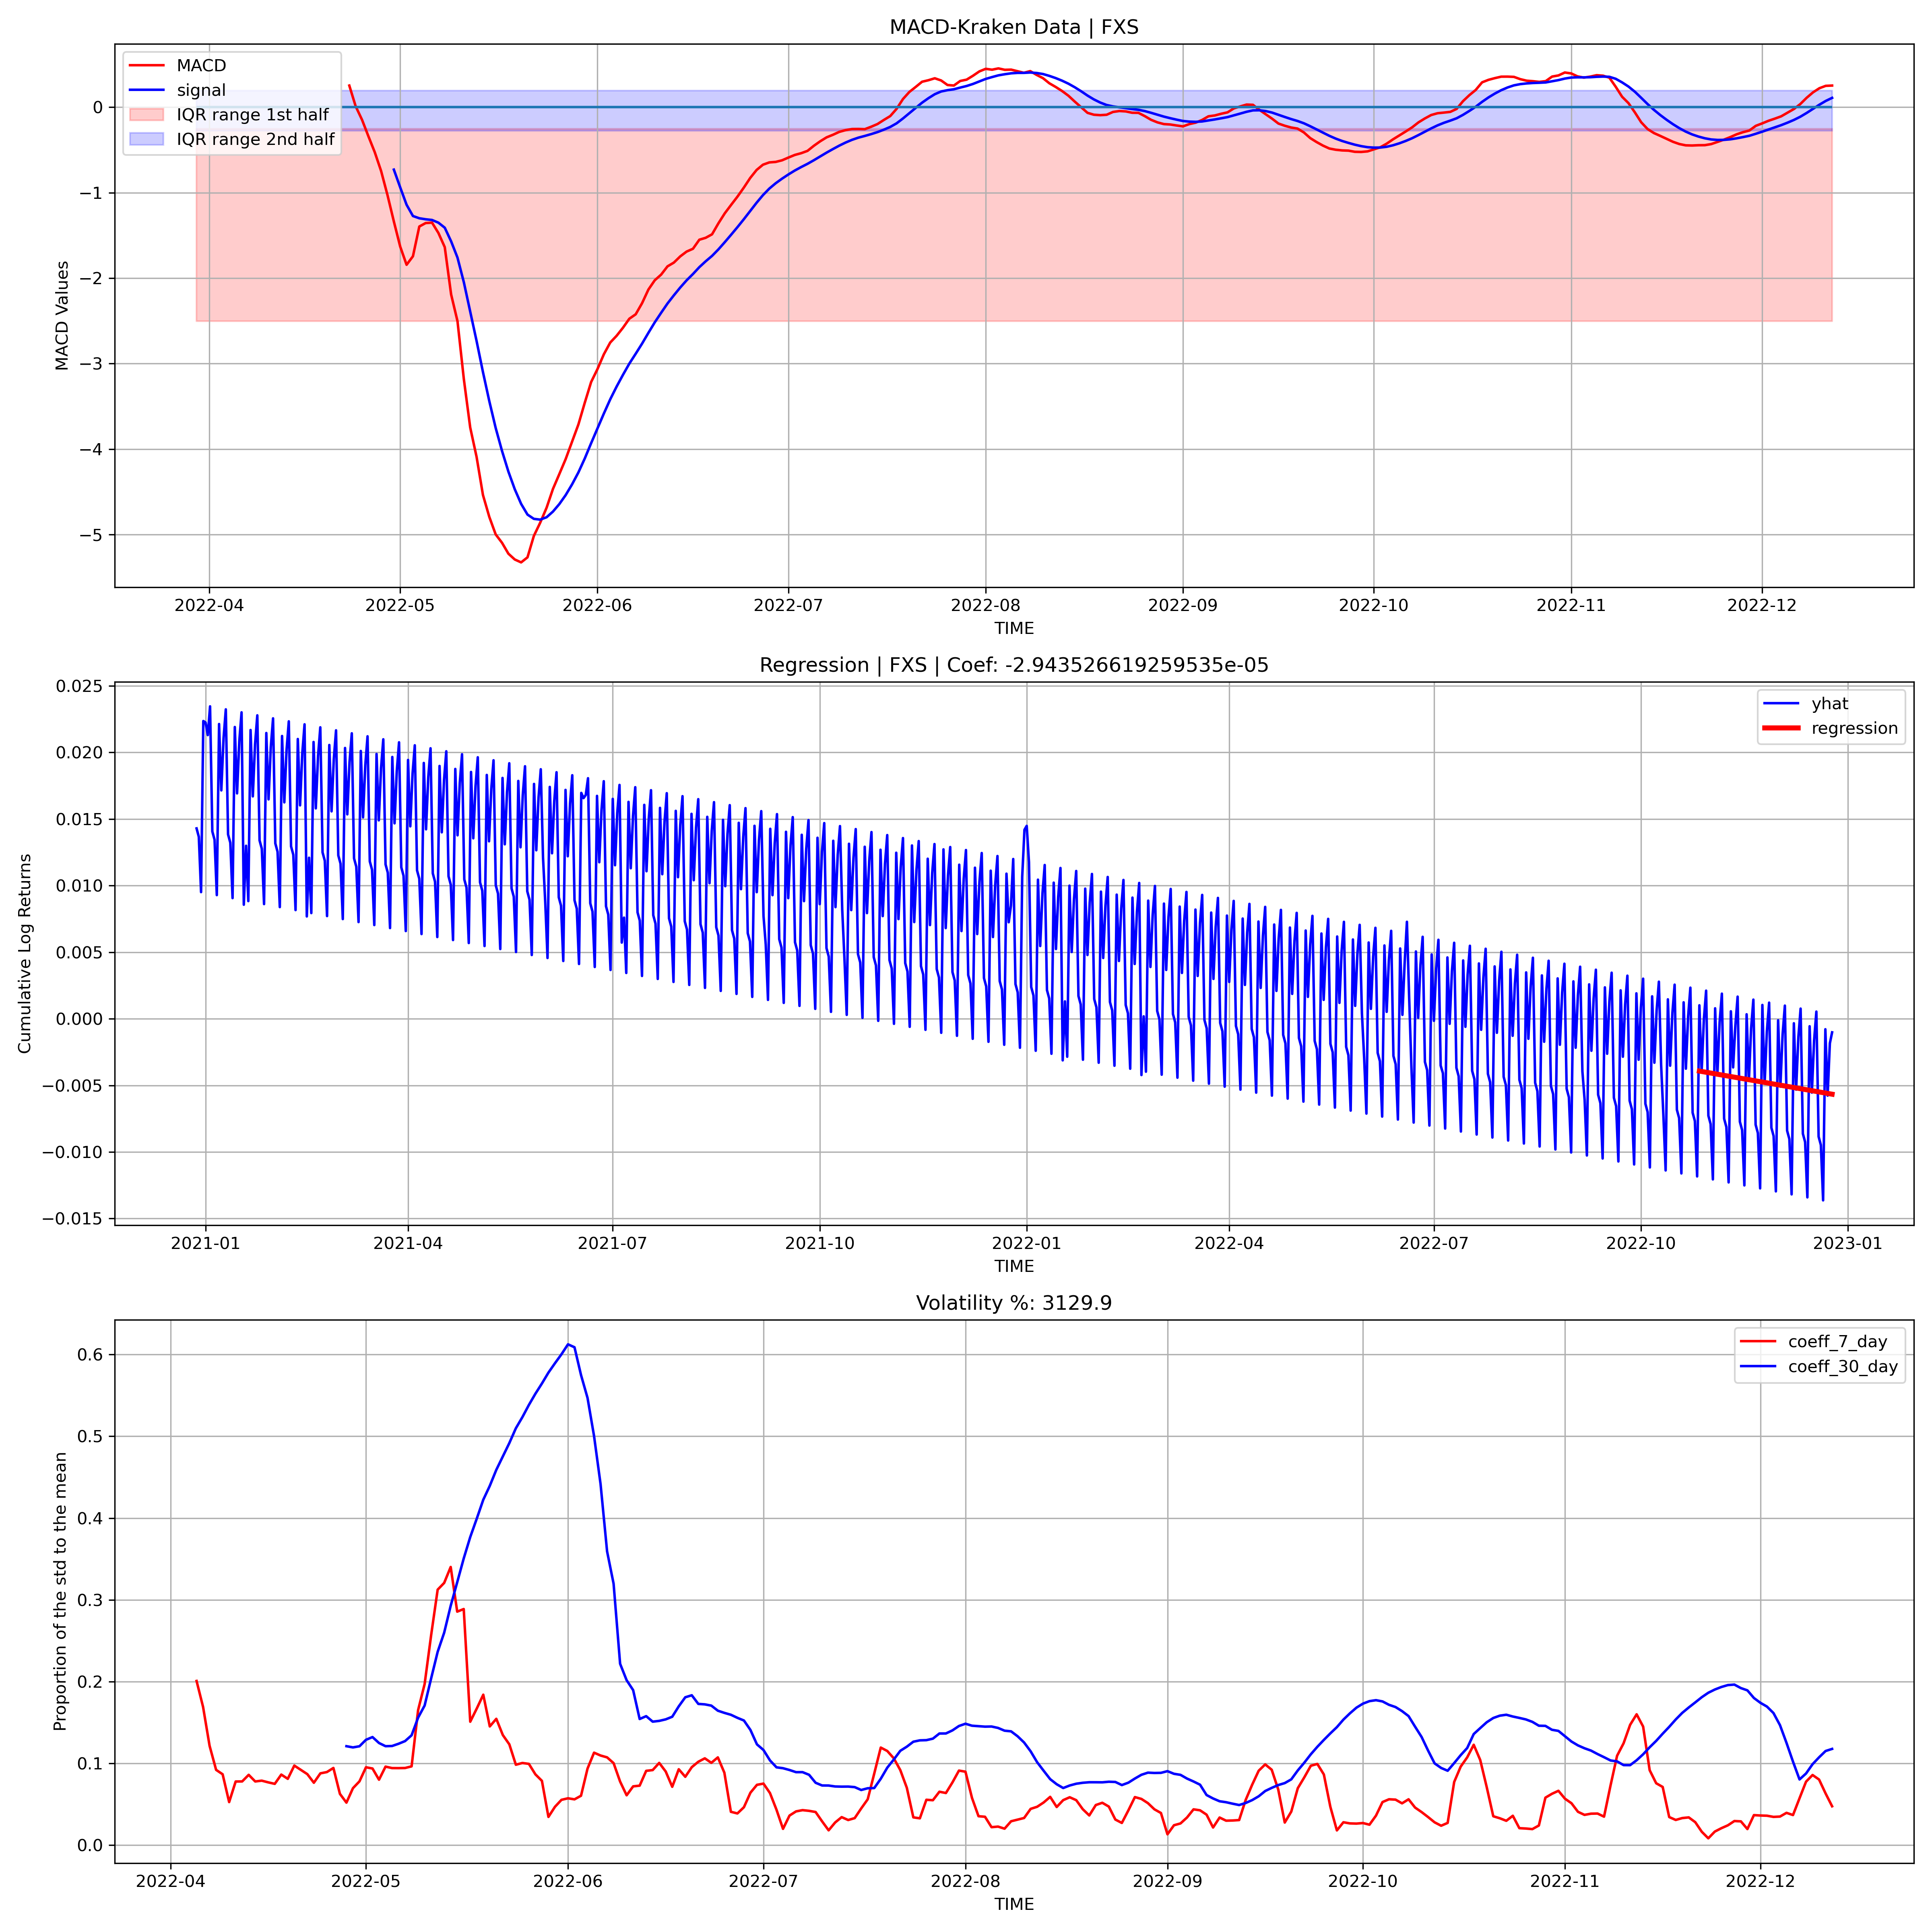 MACD-Kraken Data | FXS
MACD
signal
IQR range 1st half
IQR range 2nd half
MACD Values
0
−1
−2
−3
−4
−5
2022-04 2022-05 2022-06 2022-07 2022-08 2022-09 2022-10 2022-11 2022-12
TIME
Regression | FXS | Coef: -2.943526619259535e-05
yhat
regression
Cumulative Log Returns
0.025
0.020
0.015
0.010
0.005
0.000
−0.005
−0.010
−0.015
2021-01 2021-04 2021-07 2021-10 2022-01 2022-04 2022-07 2022-10 2023-01
TIME
Volatility %: 3129.9
coeff_7_day
coeff_30_day
Proportion of the std to the mean
0.6
0.5
0.4
0.3
0.2
0.1
0.0
2022-04 2022-05 2022-06 2022-07 2022-08 2022-09 2022-10 2022-11 2022-12
TIME